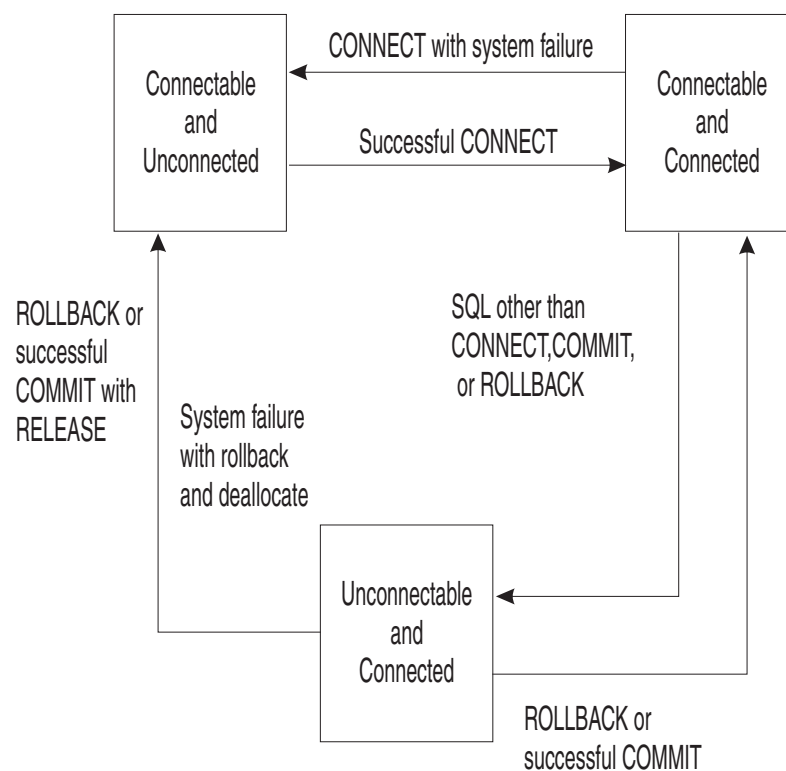 CONNECT with system failure
Connectable
and
Unconnected
Connectable
and
Connected
Successful CONNECT
ROLLBACK or
successful
COMMIT with
RELEASE
SQL other than
CONNECT,COMMIT,
or ROLLBACK
System failure
with rollback
and deallocate
Unconnectable
and
Connected
ROLLBACK or
successful COMMIT